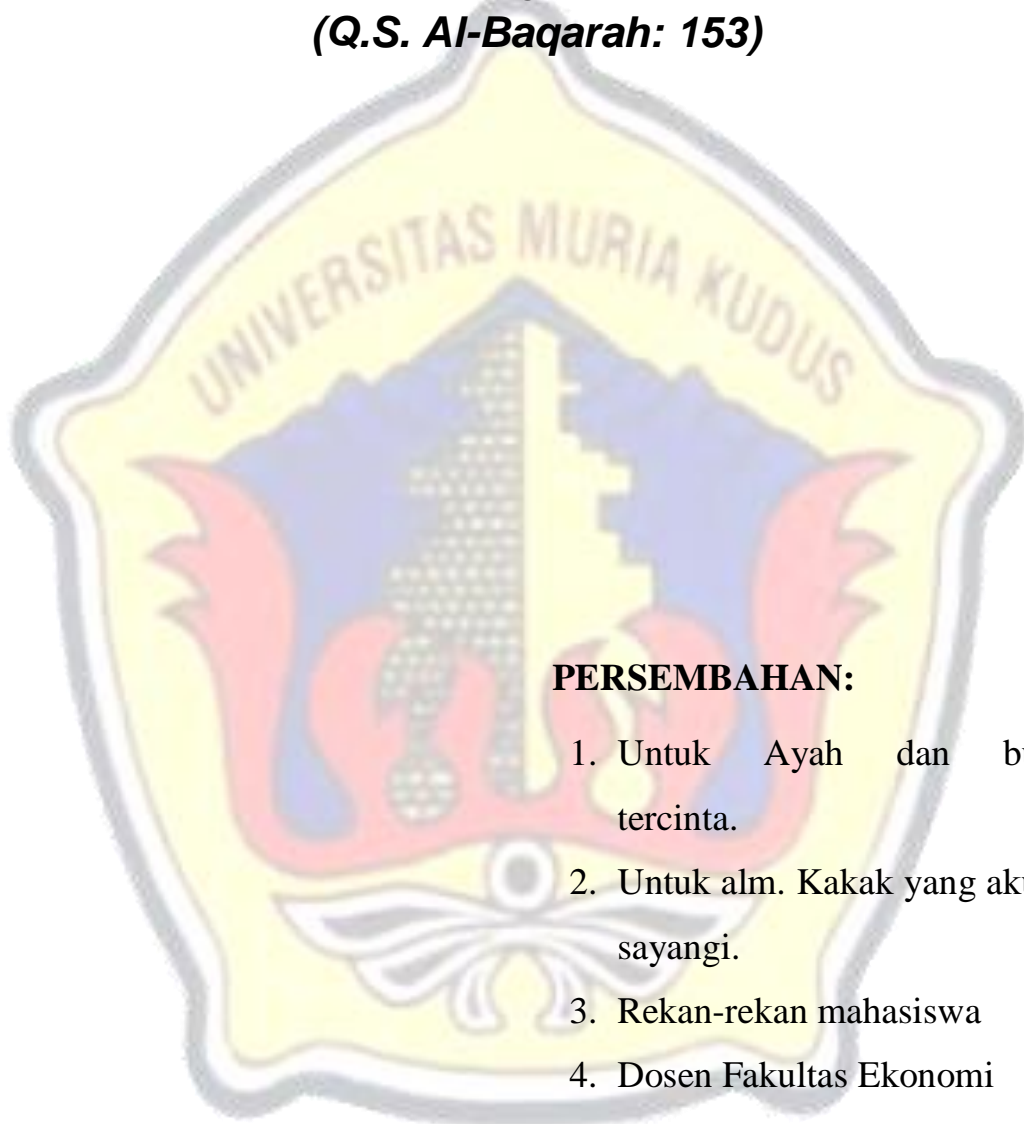 (Q.S. Al-Baqarah: 153)
UNIVERSITAS MURIA KUDUS
PERSEMBAHAN:
1. Untuk Ayah dan
tercinta.
2. Untuk alm. Kakak yang
sayangi.
3. Rekan-rekan mahasiswa
4. Dosen Fakultas Ekonomi